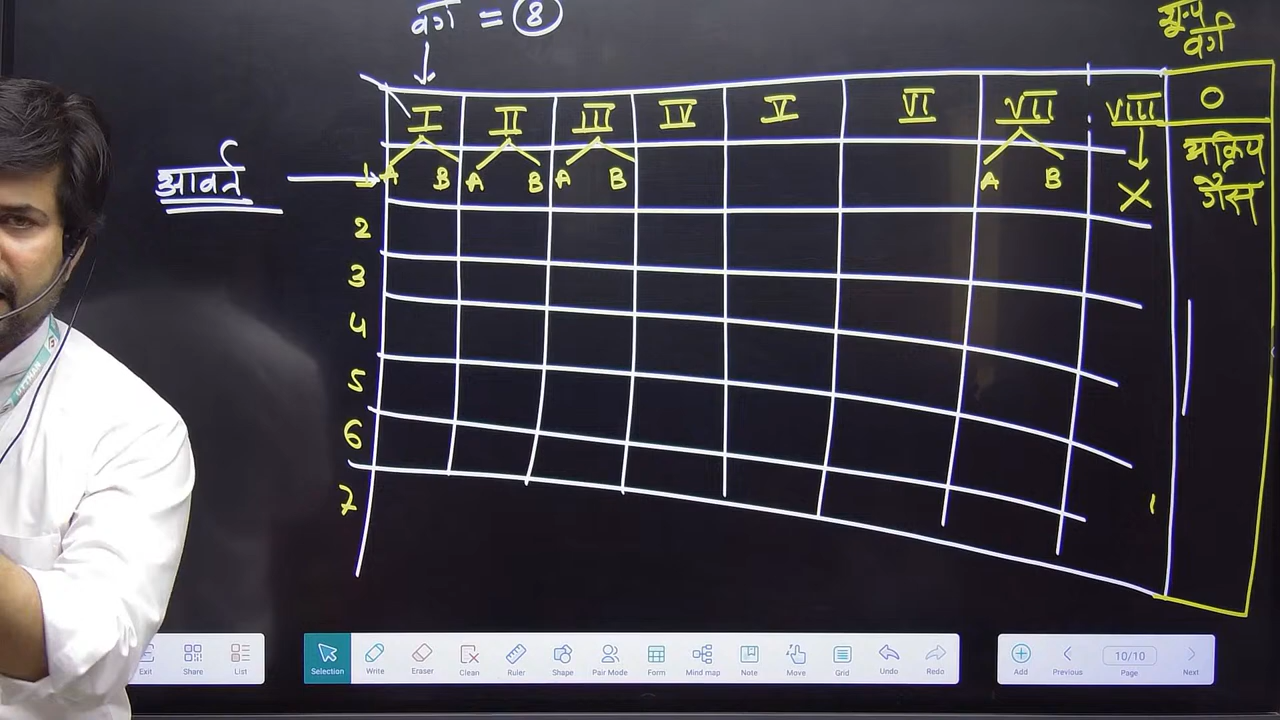 वर्ग = 8
शून्य
वर्ग
I II III IV V VI VII VIII 0
आवर्त
1 A B A B A B A B X
अक्रिय
गैस
2
3
4
5
6
7
Exit Share List
Selection Write Eraser Clean Ruler Shape Pair Mode Form Mind map Note Move Grid Undo Redo
Add Previous 10/10 Page Next